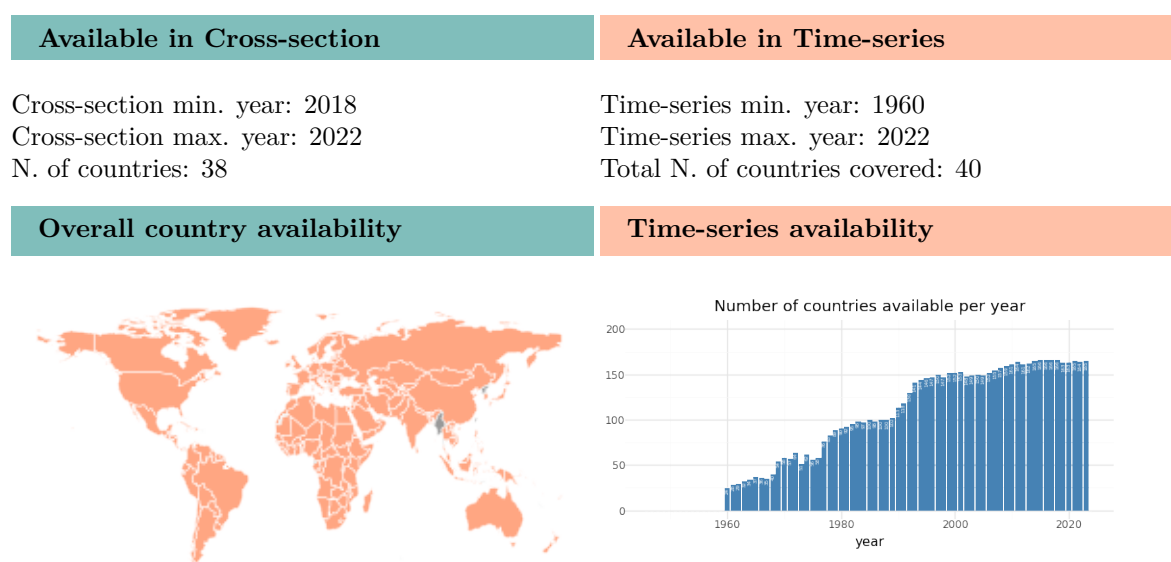 Available in Cross-section
Available in Time-series
Cross-section min. year: 2018
Cross-section max. year: 2022
N. of countries: 38
Time-series min. year: 1960
Time-series max. year: 2022
Total N. of countries covered: 40
Overall country availability
Time-series availability
Number of countries available per year
200
150
100
50
0
1960 1980 2000 2020
year